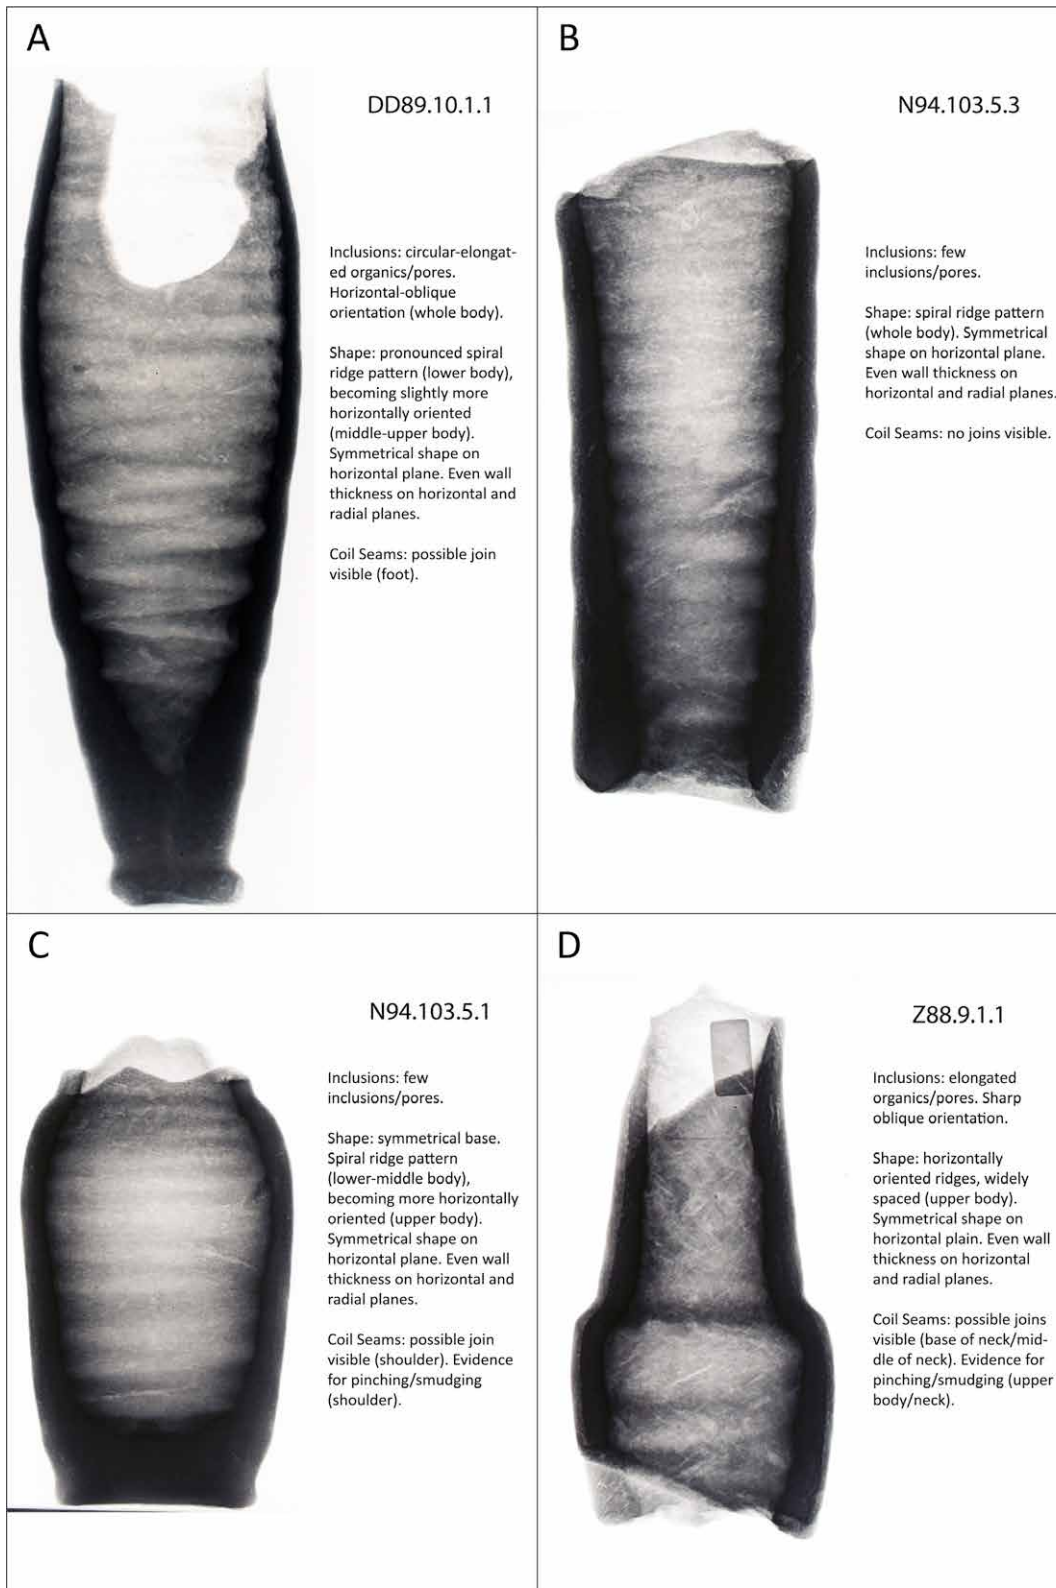 A
DD89.10.1.1
Inclusions: circular-elongat-
ed organics/pores.
Horizontal-oblique
orientation (whole body).
Shape: pronounced spiral
ridge pattern (lower body),
becoming slightly more
horizontally oriented
(middle-upper body).
Symmetrical shape on
horizontal plane. Even wall
thickness on horizontal and
radial planes.
Coil Seams: possible join
visible (foot).
B
N94.103.5.3
Inclusions: few
inclusions/pores.
Shape: spiral ridge pattern
(whole body). Symmetrical
shape on horizontal plane.
Even wall thickness on
horizontal and radial planes.
Coil Seams: no joins visible.
C
N94.103.5.1
Inclusions: few
inclusions/pores.
Shape: symmetrical base.
Spiral ridge pattern
(lower-middle body),
becoming more horizontally
oriented (upper body).
Symmetrical shape on
horizontal plane. Even wall
thickness on horizontal and
radial planes.
Coil Seams: possible join
visible (shoulder). Evidence
for pinching/smudging
(shoulder).
D
Z88.9.1.1
Inclusions: elongated
organics/pores. Sharp
oblique orientation.
Shape: horizontally
oriented ridges, widely
spaced (upper body).
Symmetrical shape on
horizontal plain. Even wall
thickness on horizontal
and radial planes.
Coil Seams: possible joins
visible (base of neck/mid-
dle of neck). Evidence for
pinching/smudging (upper
body/neck).